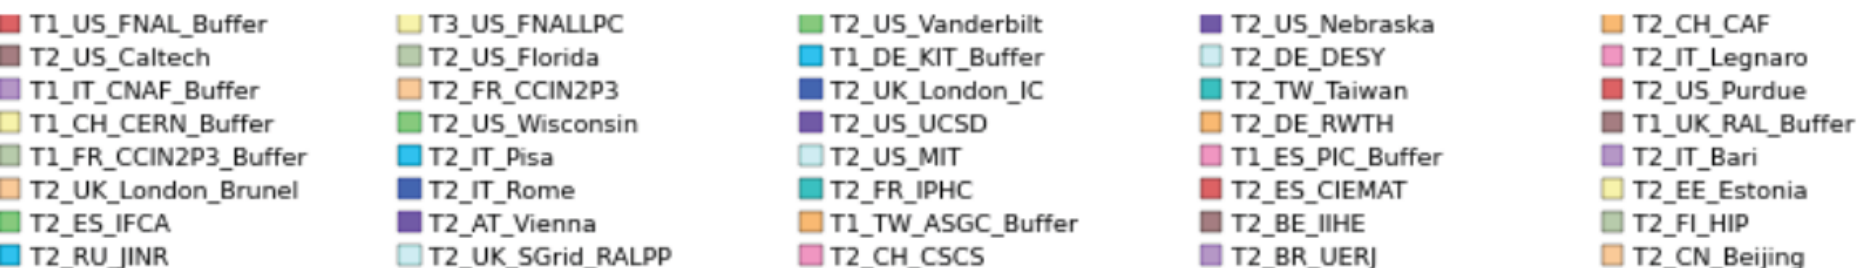 T1_US_FNAL_Buffer T3_US_FNALLPC T2_US_Vanderbilt T2_US_Nebraska T2_CH_CAF
T2_US_Caltech T2_US_Florida T1_DE_KIT_Buffer T2_DE_DESY T2_IT_Legnaro
T1_IT_CNAF_Buffer T2_FR_CCIN2P3 T2_UK_London_IC T2_TW_Taiwan T2_US_Purdue
T1_CH_CERN_Buffer T2_US_Wisconsin T2_US_UCSD T2_DE_RWTH T1_UK_RAL_Buffer
T1_FR_CCIN2P3_Buffer T2_IT_Pisa T2_US_MIT T1_ES_PIC_Buffer T2_IT_Bari
T2_UK_London_Brunel T2_IT_Rome T2_FR_IPHC T2_ES_CIEMAT T2_EE_Estonia
T2_ES_IFCA T2_AT_Vienna T1_TW_ASGC_Buffer T2_BE_IIHE T2_FI_HIP
T2_RU_JINR T2_UK_SGrid_RALPP T2_CH_CSCS T2_BR_UERJ T2_CN_Beijing